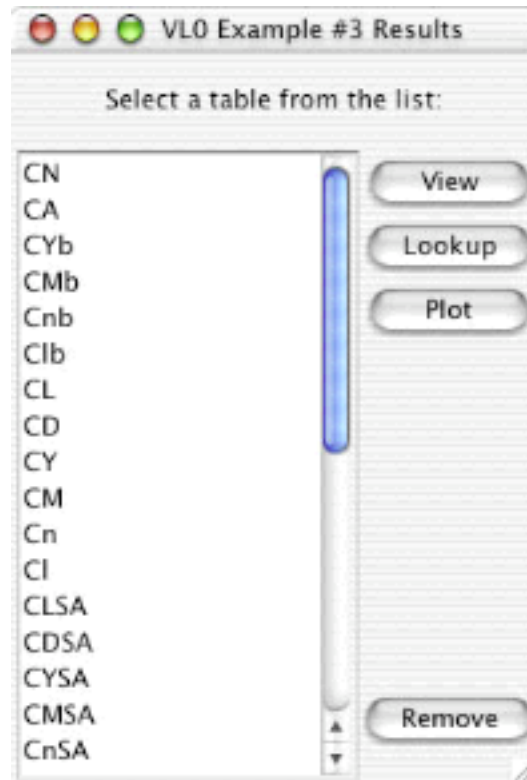 VL0 Example #3 Results
Select a table from the list:
CN
CA
CYb
CMb
Cnb
Clb
CL
CD
CY
CM
Cn
Cl
CLSA
CDSA
CYSA
CMSA
CnSA
View
Lookup
Plot
Remove